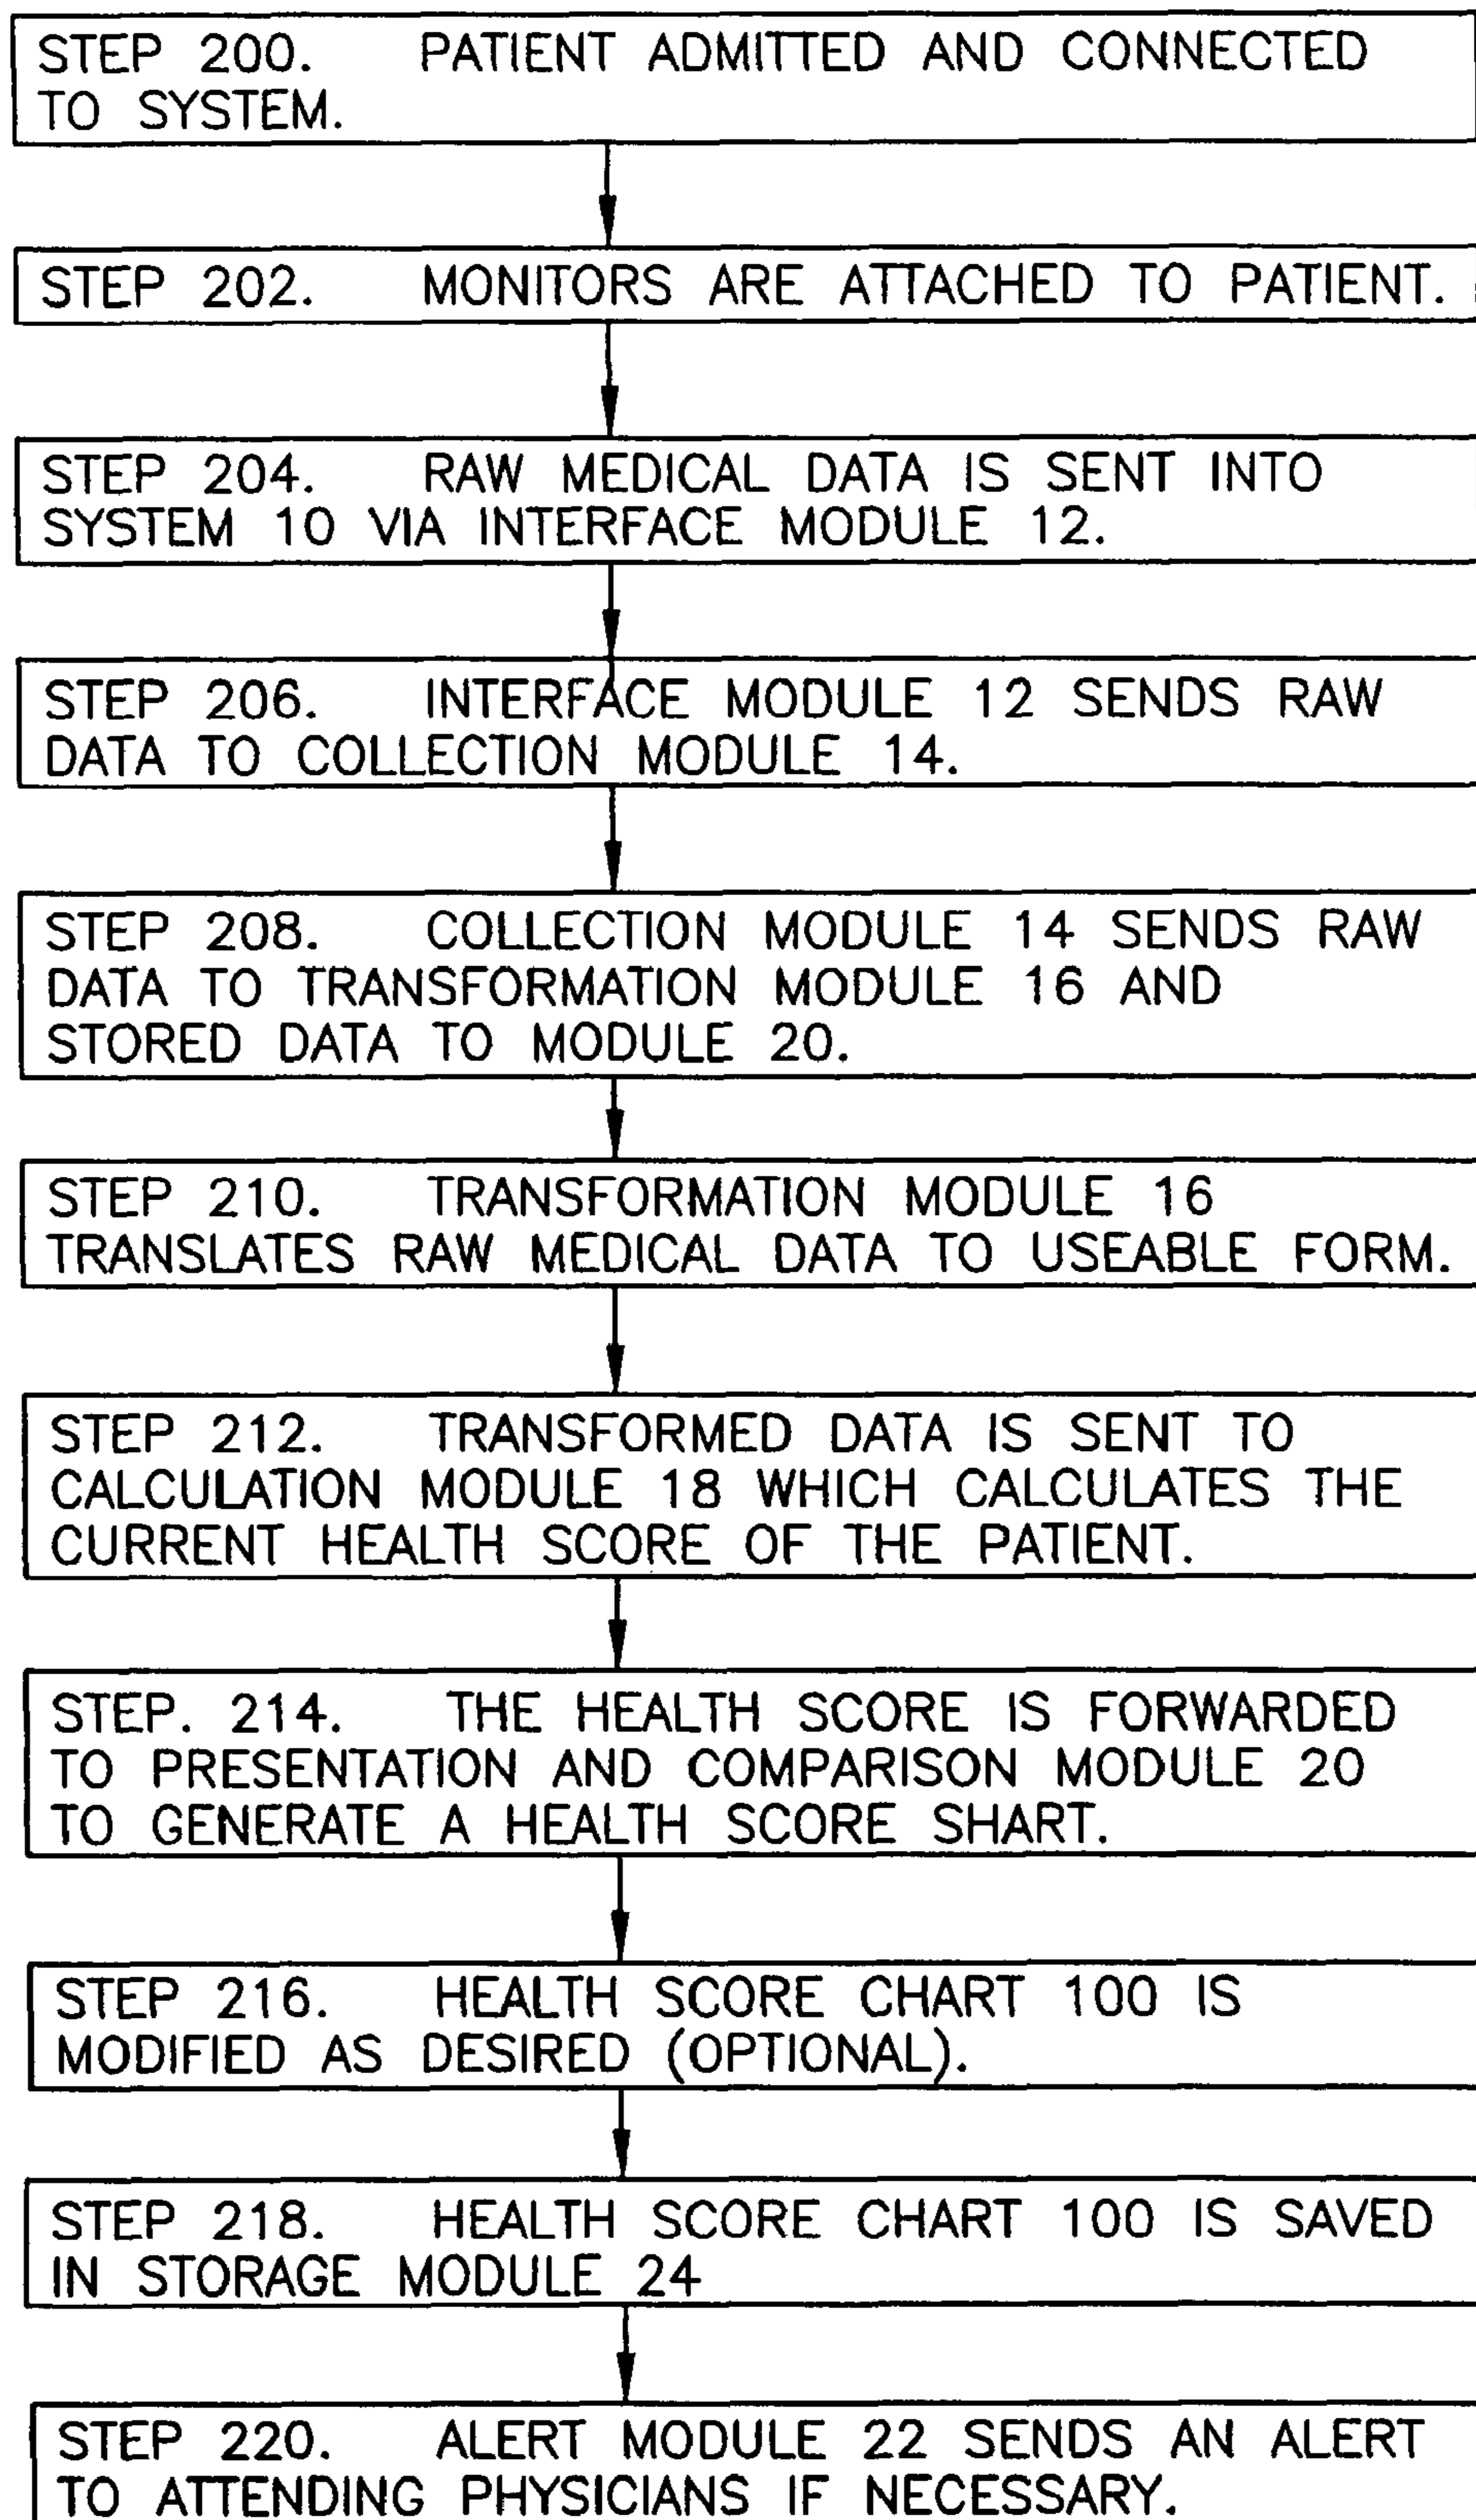 STEP 200. PATIENT ADMITTED AND CONNECTED
TO SYSTEM.
STEP 202. MONITORS ARE ATTACHED TO PATIENT.
STEP 204. RAW MEDICAL DATA IS SENT INTO
SYSTEM 10 VIA INTERFACE MODULE 12.
STEP 206. INTERFACE MODULE 12 SENDS RAW
DATA TO COLLECTION MODULE 14.
STEP 208. COLLECTION MODULE 14 SENDS RAW
DATA TO TRANSFORMATION MODULE 16 AND
STORED DATA TO MODULE 20.
STEP 210. TRANSFORMATION MODULE 16
TRANSLATES RAW MEDICAL DATA TO USEABLE FORM.
STEP 212. TRANSFORMED DATA IS SENT TO
CALCULATION MODULE 18 WHICH CALCULATES THE
CURRENT HEALTH SCORE OF THE PATIENT.
STEP. 214. THE HEALTH SCORE IS FORWARDED
TO PRESENTATION AND COMPARISON MODULE 20
TO GENERATE A HEALTH SCORE SHART.
STEP 216. HEALTH SCORE CHART 100 IS
MODIFIED AS DESIRED (OPTIONAL).
STEP 218. HEALTH SCORE CHART 100 IS SAVED
IN STORAGE MODULE 24
STEP 220. ALERT MODULE 22 SENDS AN ALERT
TO ATTENDING PHYSICIANS IF NECESSARY.